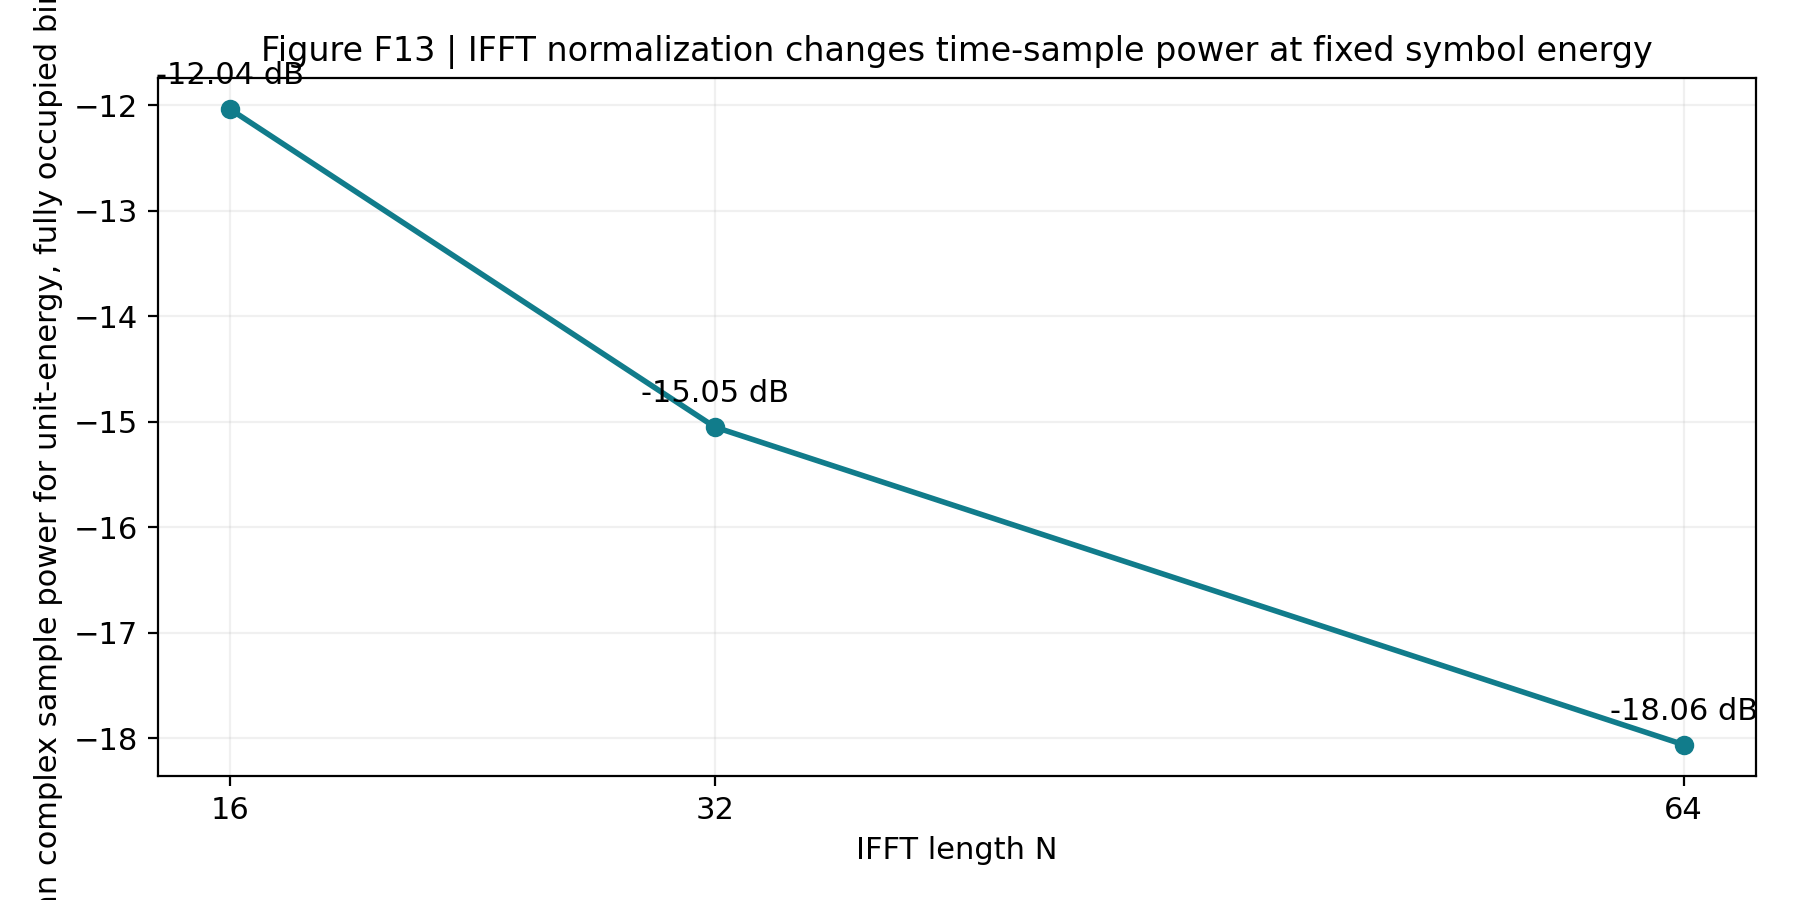 Figure F13 | IFFT normalization changes time-sample power at fixed symbol energy
complex sample power for unit-energy, fully occupied
−12
−13
−14
−15
−16
−17
−18
-12.04 dB
-15.05 dB
-18.06 dB
16
32
64
IFFT length N